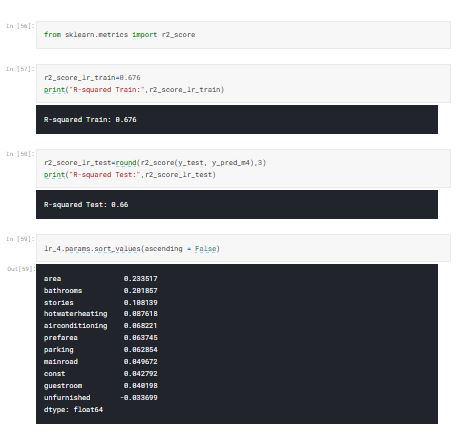 In [56]:
from sklearn.metrics import r2_score
In [57]:
r2_score_lr_train=0.676
print("R-squared Train:",r2_score_lr_train)
R-squared Train: 0.676
In [58]:
r2_score_lr_test=round(r2_score(y_test, y_pred_m4),3)
print("R-squared Test:",r2_score_lr_test)
R-squared Test: 0.66
In [59]:
lr_4.params.sort_values(ascending = False)
Out[59]:
area 0.233517
bathrooms 0.201857
stories 0.108139
hotwaterheating 0.087618
airconditioning 0.068221
prefarea 0.063745
parking 0.062854
mainroad 0.049672
const 0.042792
guestroom 0.040198
unfurnished -0.033699
dtype: float64